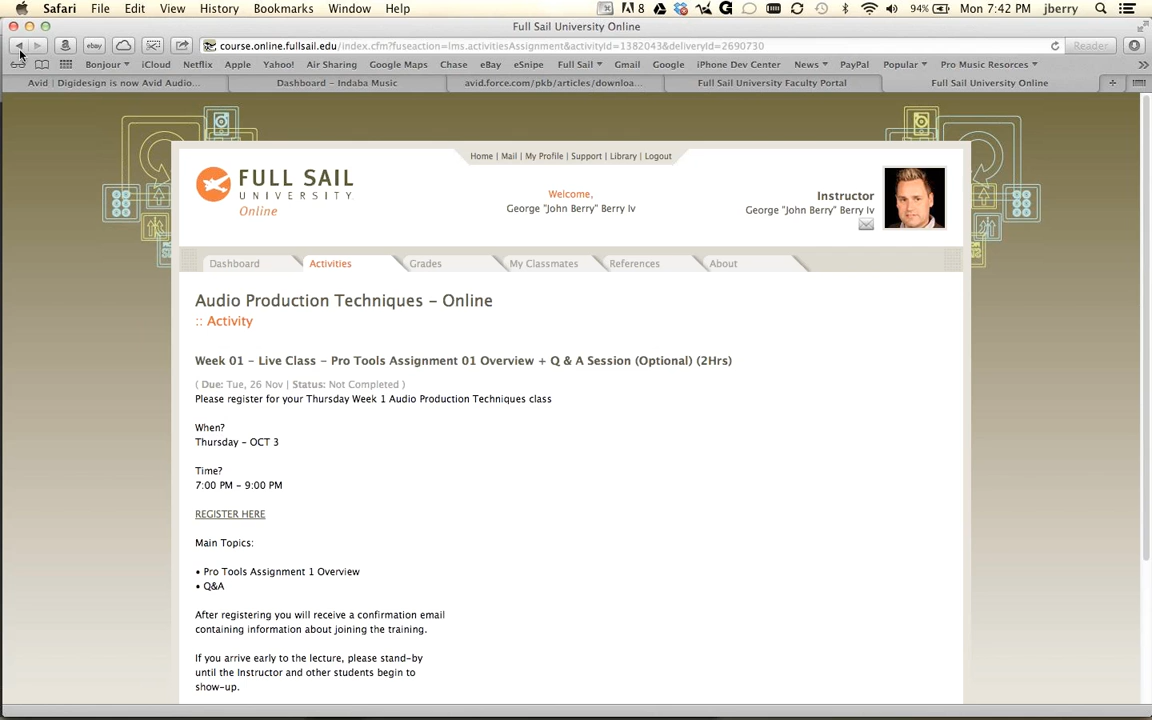 Safari File Edit View History Bookmarks Window Help 8 94% Mon 7:42 PM jberry
Full Sail University Online
ebay course.online.fullsail.edu/index.cfm?fuseaction=lms.activitiesAssignment&activityId=1382043&deliveryId=2690730 Reader
Bonjour iCloud Netflix Apple Yahoo! Air Sharing Google Maps Chase eBay eSnipe Full Sail Gmail Google iPhone Dev Center News PayPal Popular Pro Music Resorces
Avid | Digidesign is now Avid Audio... Dashboard - Indaba Music avid.force.com/pkb/articles/downloa... Full Sail University Faculty Portal Full Sail University Online
Home | Mail | My Profile | Support | Library | Logout
FULL SAIL
UNIVERSITY.
Online
Welcome,
George "John Berry" Berry Iv
Instructor
George "John Berry" Berry Iv
Dashboard Activities Grades My Classmates References About
Audio Production Techniques - Online
:: Activity
Week 01 - Live Class - Pro Tools Assignment 01 Overview + Q & A Session (Optional) (2Hrs)
( Due: Tue, 26 Nov | Status: Not Completed )
Please register for your Thursday Week 1 Audio Production Techniques class
When?
Thursday - OCT 3
Time?
7:00 PM - 9:00 PM
REGISTER HERE
Main Topics:
• Pro Tools Assignment 1 Overview
• Q&A
After registering you will receive a confirmation email
containing information about joining the training.
If you arrive early to the lecture, please stand-by
until the Instructor and other students begin to
show-up.